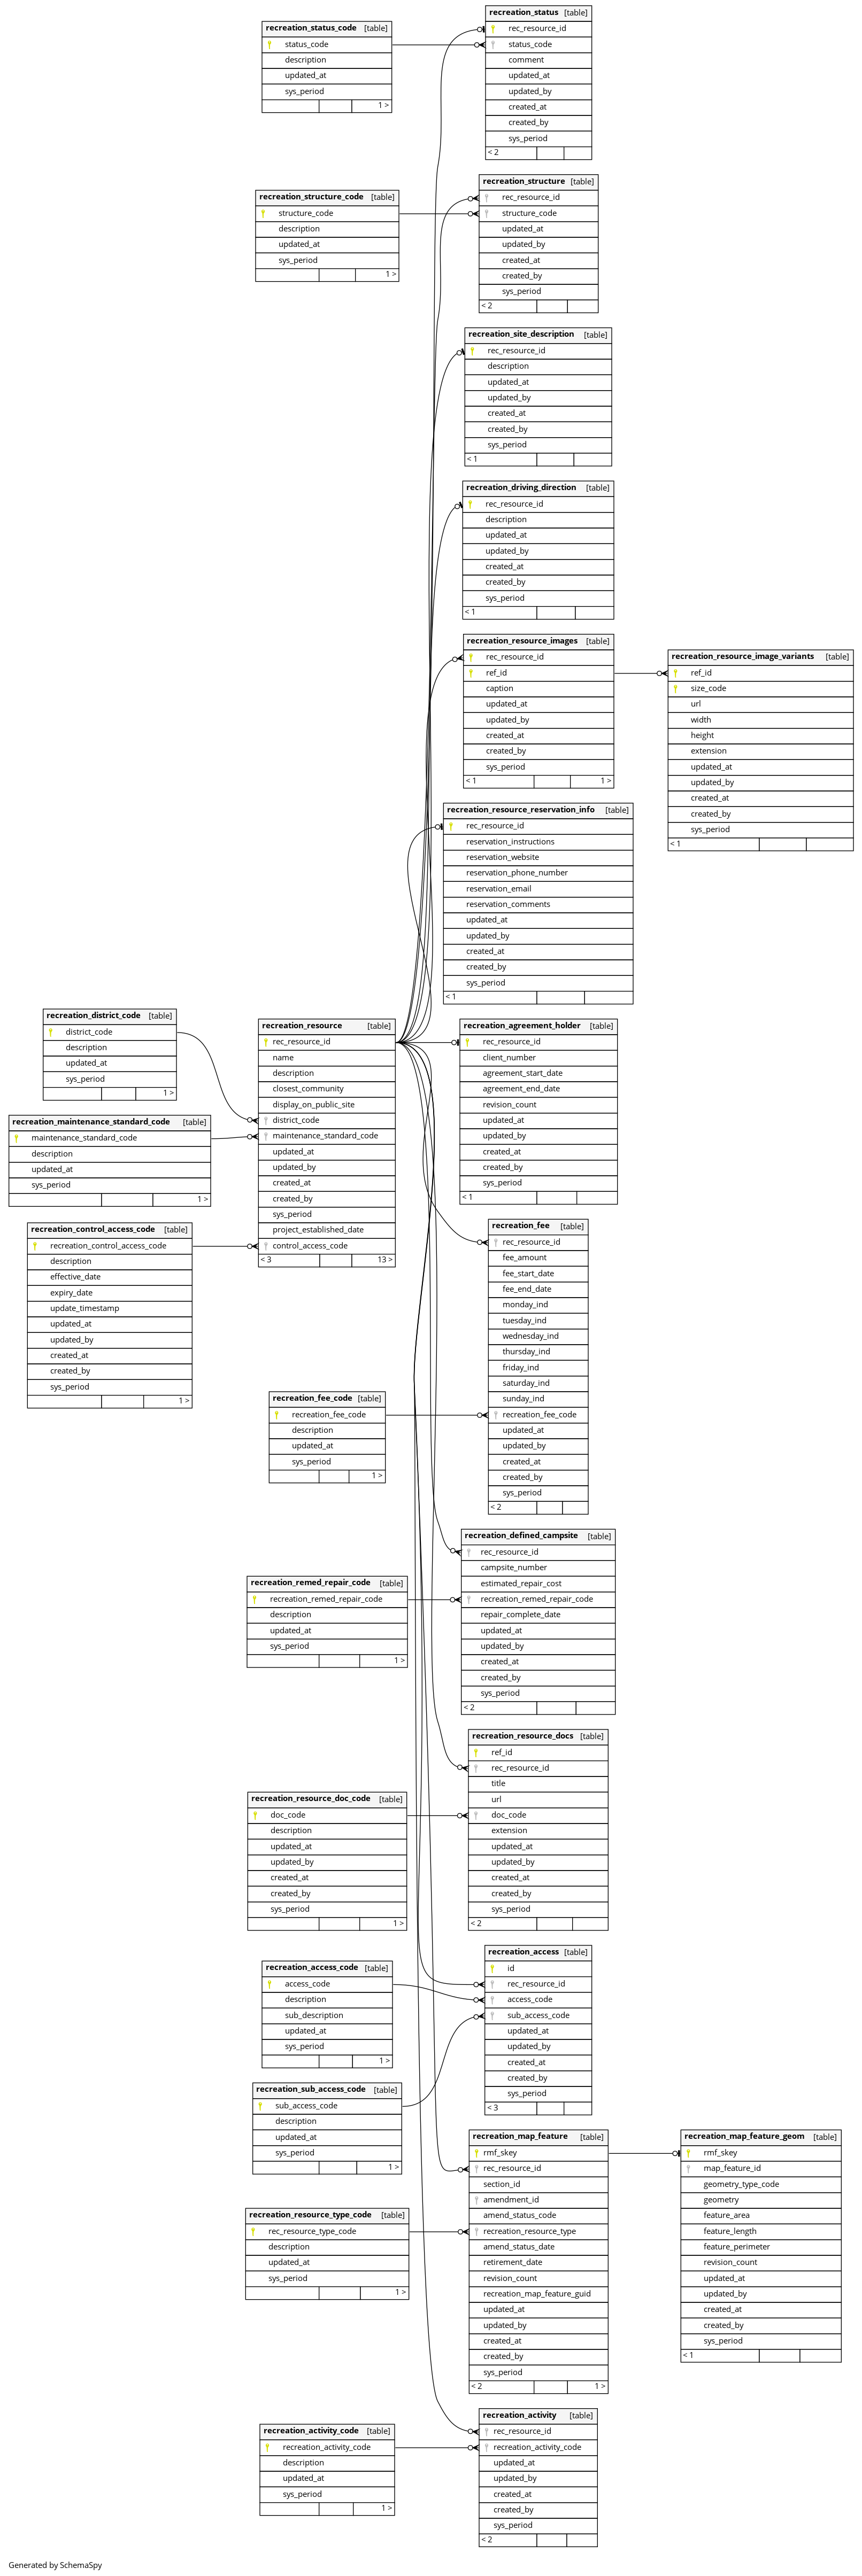 recreation_status_code [table]
status_code
description
updated_at
sys_period
1 >
recreation_status [table]
rec_resource_id
status_code
comment
updated_at
updated_by
created_at
created_by
sys_period
< 2
recreation_structure_code [table]
structure_code
description
updated_at
sys_period
1 >
recreation_structure [table]
rec_resource_id
structure_code
updated_at
updated_by
created_at
created_by
sys_period
< 2
recreation_site_description [table]
rec_resource_id
description
updated_at
updated_by
created_at
created_by
sys_period
< 1
recreation_driving_direction [table]
rec_resource_id
description
updated_at
updated_by
created_at
created_by
sys_period
< 1
recreation_resource_images [table]
rec_resource_id
ref_id
caption
updated_at
updated_by
created_at
created_by
sys_period
< 1 1 >
recreation_resource_image_variants [table]
ref_id
size_code
url
width
height
extension
updated_at
updated_by
created_at
created_by
sys_period
< 1
recreation_resource_reservation_info [table]
rec_resource_id
reservation_instructions
reservation_website
reservation_phone_number
reservation_email
reservation_comments
updated_at
updated_by
created_at
created_by
sys_period
< 1
recreation_district_code [table]
district_code
description
updated_at
sys_period
1 >
recreation_maintenance_standard_code [table]
maintenance_standard_code
description
updated_at
sys_period
1 >
recreation_control_access_code [table]
recreation_control_access_code
description
effective_date
expiry_date
update_timestamp
updated_at
updated_by
created_at
created_by
sys_period
1 >
recreation_resource [table]
rec_resource_id
name
description
closest_community
display_on_public_site
district_code
maintenance_standard_code
updated_at
updated_by
created_at
created_by
sys_period
project_established_date
control_access_code
< 3 13 >
recreation_agreement_holder [table]
rec_resource_id
client_number
agreement_start_date
agreement_end_date
revision_count
updated_at
updated_by
created_at
created_by
sys_period
< 1
recreation_fee [table]
rec_resource_id
fee_amount
fee_start_date
fee_end_date
monday_ind
tuesday_ind
wednesday_ind
thursday_ind
friday_ind
saturday_ind
sunday_ind
recreation_fee_code
updated_at
updated_by
created_at
created_by
sys_period
< 2
recreation_fee_code [table]
recreation_fee_code
description
updated_at
sys_period
1 >
recreation_defined_campsite [table]
rec_resource_id
campsite_number
estimated_repair_cost
recreation_remed_repair_code
repair_complete_date
updated_at
updated_by
created_at
created_by
sys_period
< 2
recreation_remed_repair_code [table]
recreation_remed_repair_code
description
updated_at
sys_period
1 >
recreation_resource_docs [table]
ref_id
rec_resource_id
title
url
doc_code
extension
updated_at
updated_by
created_at
created_by
sys_period
< 2
recreation_resource_doc_code [table]
doc_code
description
updated_at
updated_by
created_at
created_by
sys_period
1 >
recreation_access [table]
id
rec_resource_id
access_code
sub_access_code
updated_at
updated_by
created_at
created_by
sys_period
< 3
recreation_access_code [table]
access_code
description
sub_description
updated_at
sys_period
1 >
recreation_sub_access_code [table]
sub_access_code
description
updated_at
sys_period
1 >
recreation_map_feature [table]
rmf_skey
rec_resource_id
section_id
amendment_id
amend_status_code
recreation_resource_type
amend_status_date
retirement_date
revision_count
recreation_map_feature_guid
updated_at
updated_by
created_at
created_by
sys_period
< 2 1 >
recreation_map_feature_geom [table]
rmf_skey
map_feature_id
geometry_type_code
geometry
feature_area
feature_length
feature_perimeter
revision_count
updated_at
updated_by
created_at
created_by
sys_period
< 1
recreation_resource_type_code [table]
rec_resource_type_code
description
updated_at
sys_period
1 >
recreation_activity [table]
rec_resource_id
recreation_activity_code
updated_at
updated_by
created_at
created_by
sys_period
< 2
recreation_activity_code [table]
recreation_activity_code
description
updated_at
sys_period
1 >
Generated by SchemaSpy